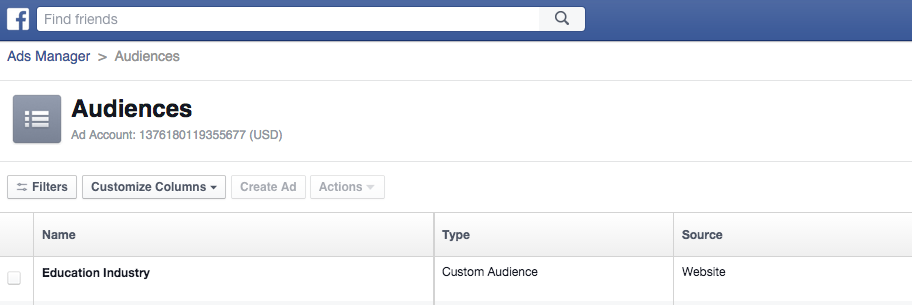 f Find friends
Ads Manager > Audiences
Audiences
Ad Account: 1376180119355677 (USD)
Filters Customize Columns Create Ad Actions
Name Type Source
Education Industry Custom Audience Website